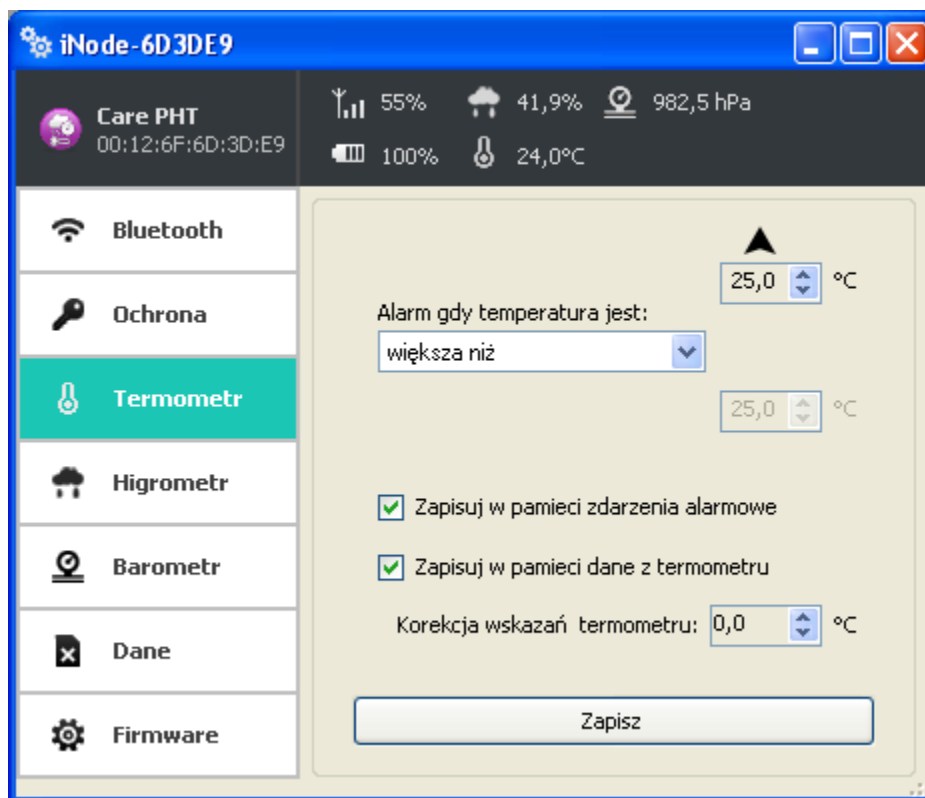 iNode-6D3DE9
Care PHT
00:12:6F:6D:3D:E9
55% 41,9% 982,5 hPa
100% 24,0°C
Bluetooth
Ochrona
Termometr
Higrometr
Barometr
Dane
Firmware
25,0 °C
Alarm gdy temperatura jest:
większa niż
25,0 °C
Zapisuj w pamieci zdarzenia alarmowe
Zapisuj w pamieci dane z termometru
Korekcja wskazań termometru: 0,0 °C
Zapisz